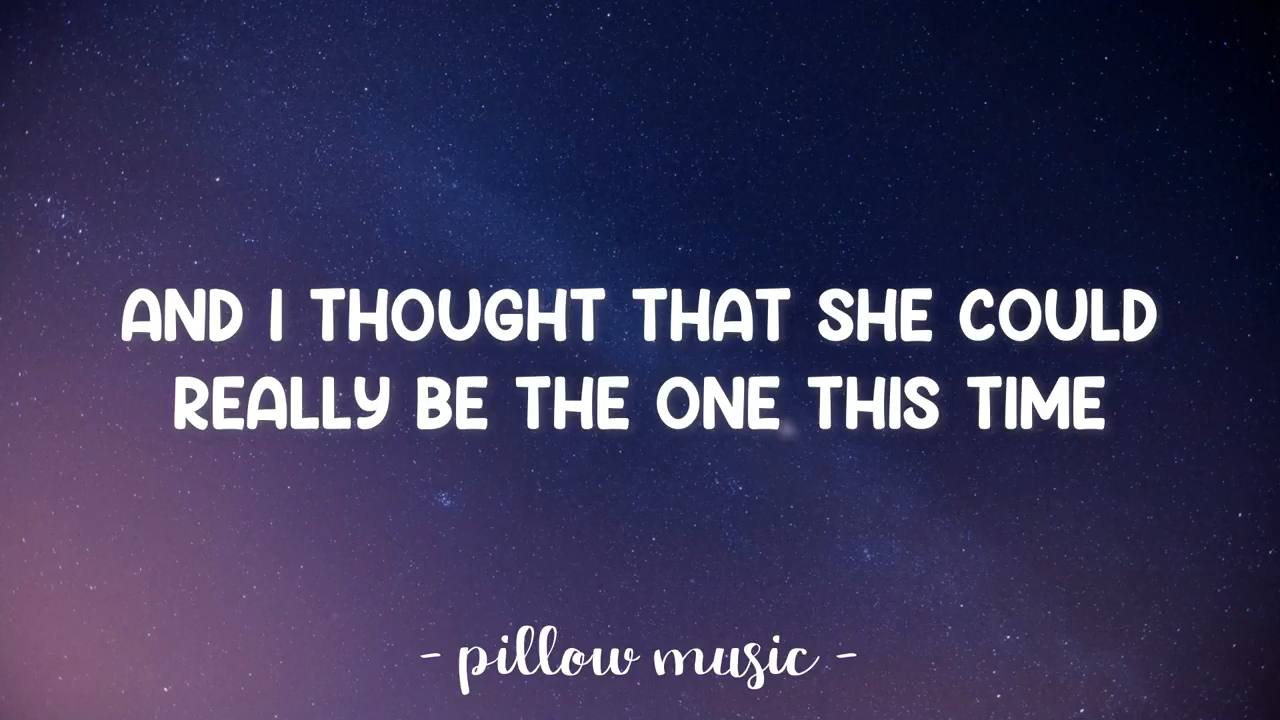 AND I THOUGHT THAT SHE COULD
REALLY BE THE ONE THIS TIME
- pillow music -